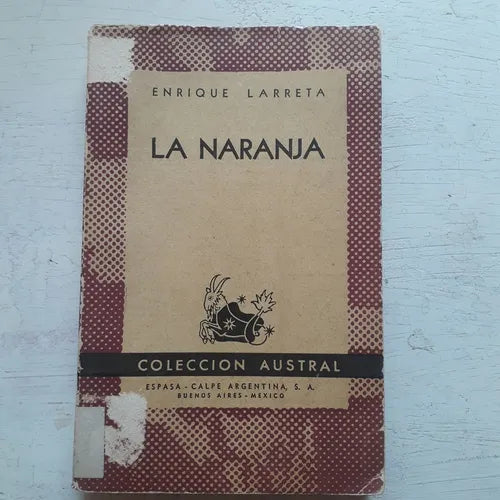 ENRIQUE LARRETA
LA NARANJA
COLECCION AUSTRAL
ESPASA - CALPE ARGENTINA, S. A.
BUENOS AIRES - MEXICO